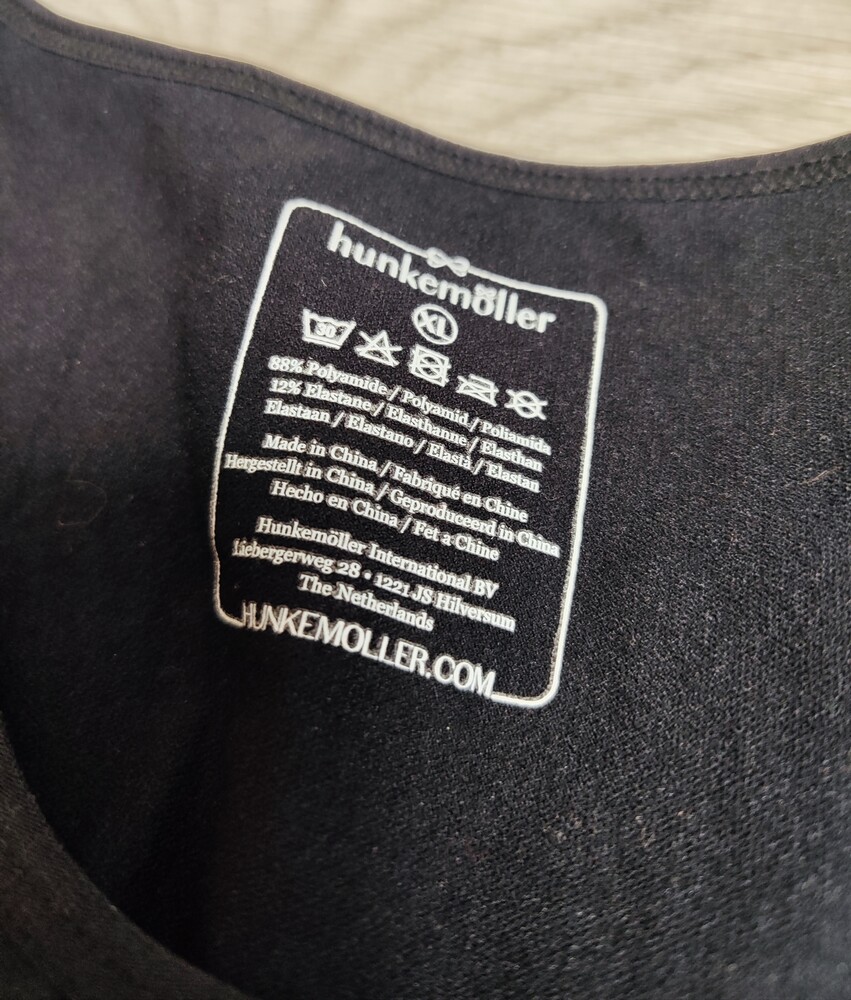 hunkemöller
XL
30
88% Polyamide / Polyamid / Poliamida
12% Elastane / Elasthanne / Elasthan
Elastaan / Elastano / Elastà / Elastan
Made in China / Fabriqué en Chine
Hergestellt in China / Geproduceerd in China
Hecho en China / Fet a Chine
Hunkemöller International BV
Liebergerweg 28 • 1221 JS Hilversum
The Netherlands
HUNKEMOLLER.COM